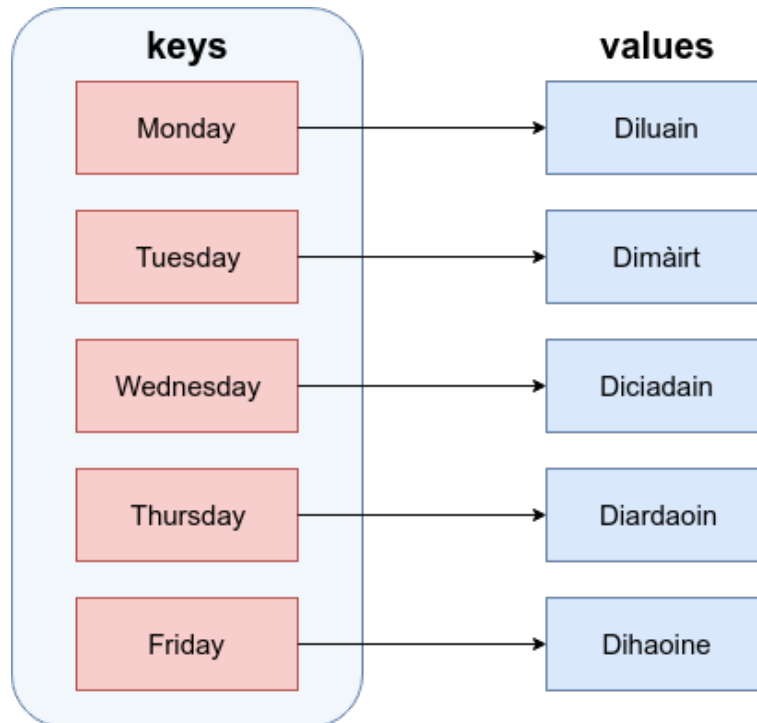 keys values
Monday Diluain
Tuesday Dimàirt
Wednesday Diciadain
Thursday Diardaoin
Friday Dihaoine